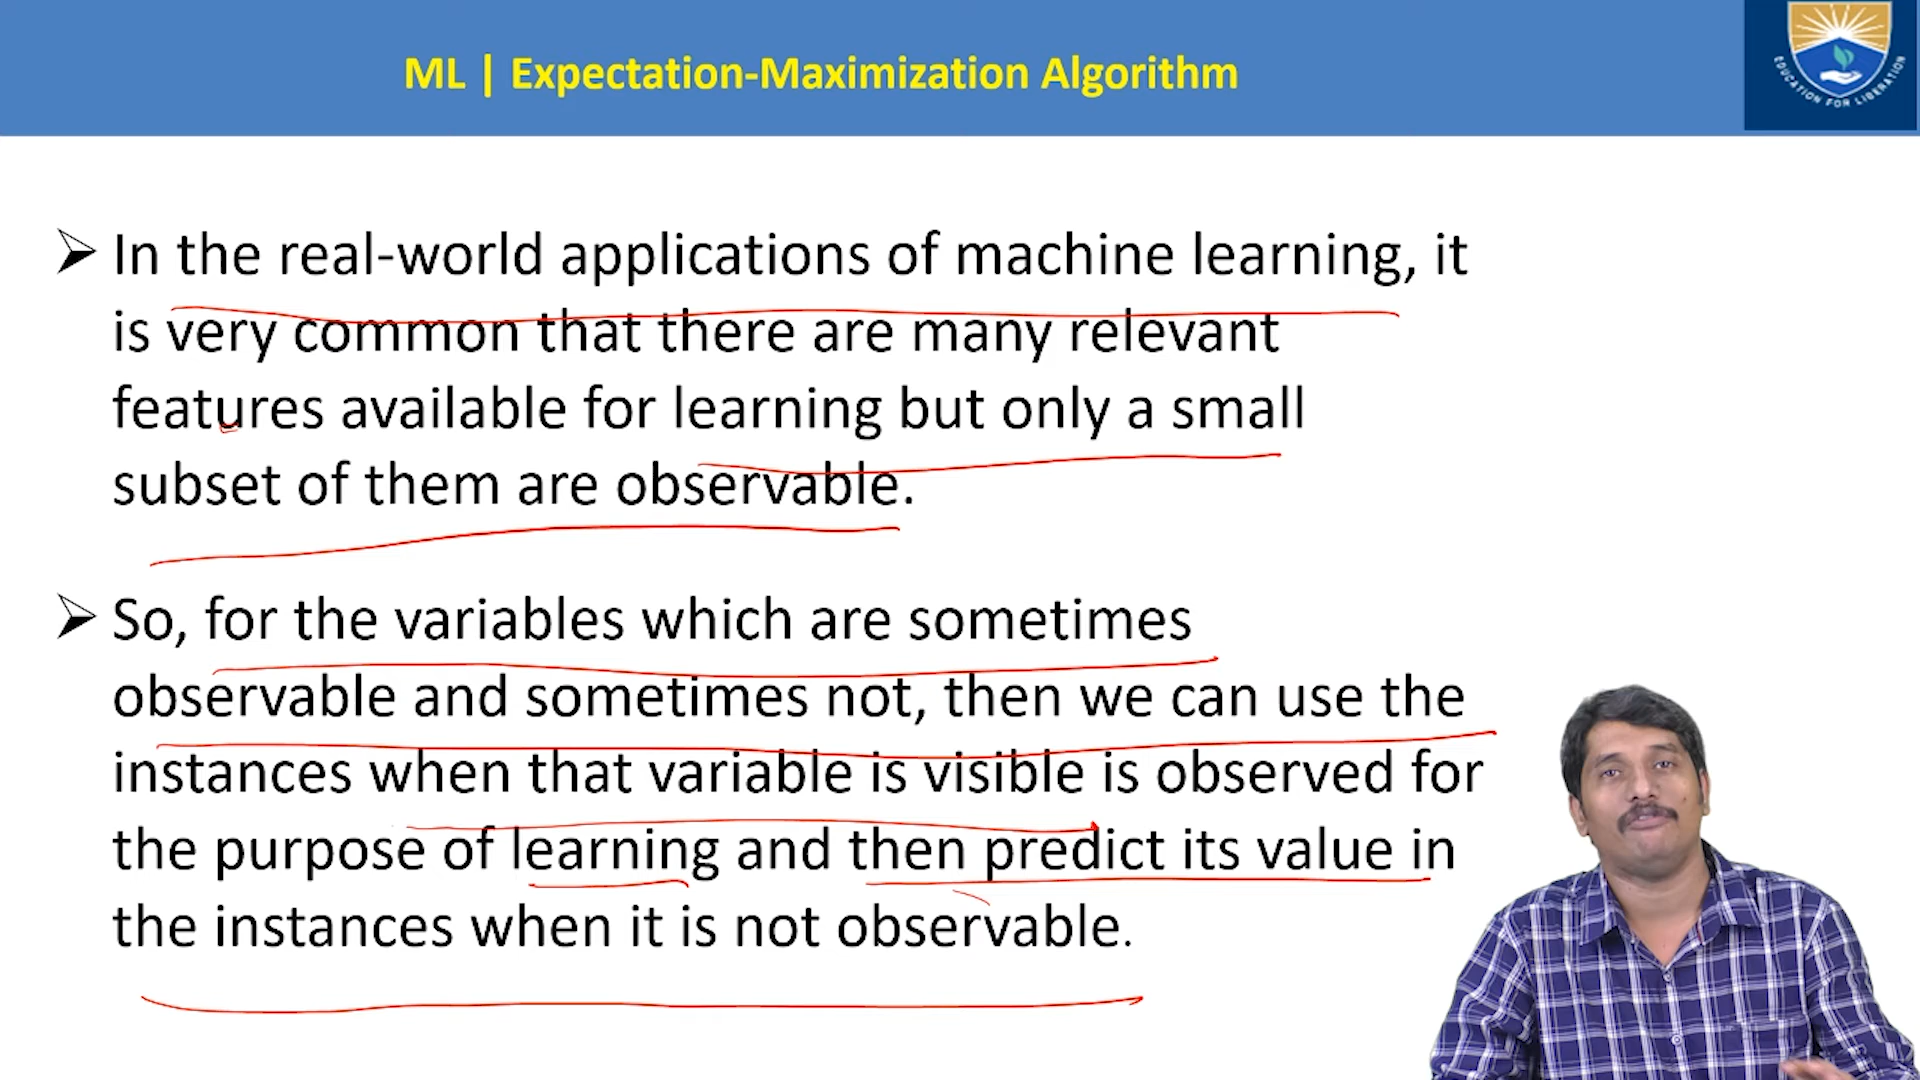 ML | Expectation-Maximization Algorithm
EDUCATION FOR LIBERATION
In the real-world applications of machine learning, it
is very common that there are many relevant
features available for learning but only a small
subset of them are observable.
So, for the variables which are sometimes
observable and sometimes not, then we can use the
instances when that variable is visible is observed for
the purpose of learning and then predict its value in
the instances when it is not observable.